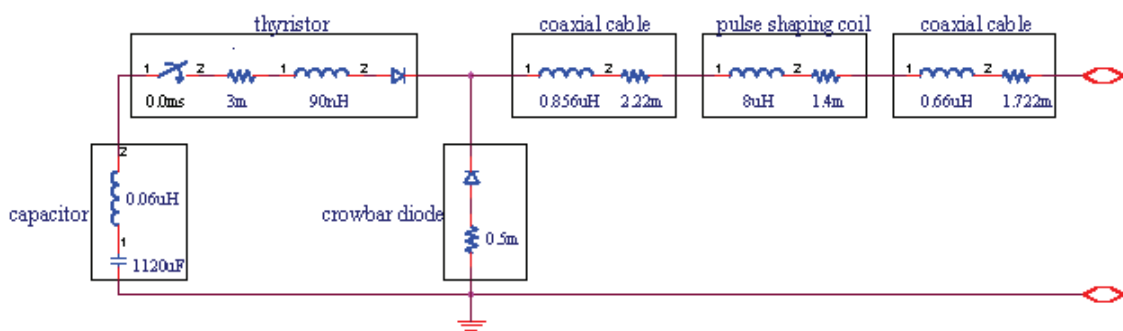 thyristor
coaxial cable
pulse shaping coil
coaxial cable
1 2 1 2
1 2
1 2
1 2
0.0ms 3m 90nH
0.856uH 2.22m
8uH 1.4m
0.66uH 1.722m
2
0.06uH
capacitor
1
1120uF
crowbar diode
0.5m